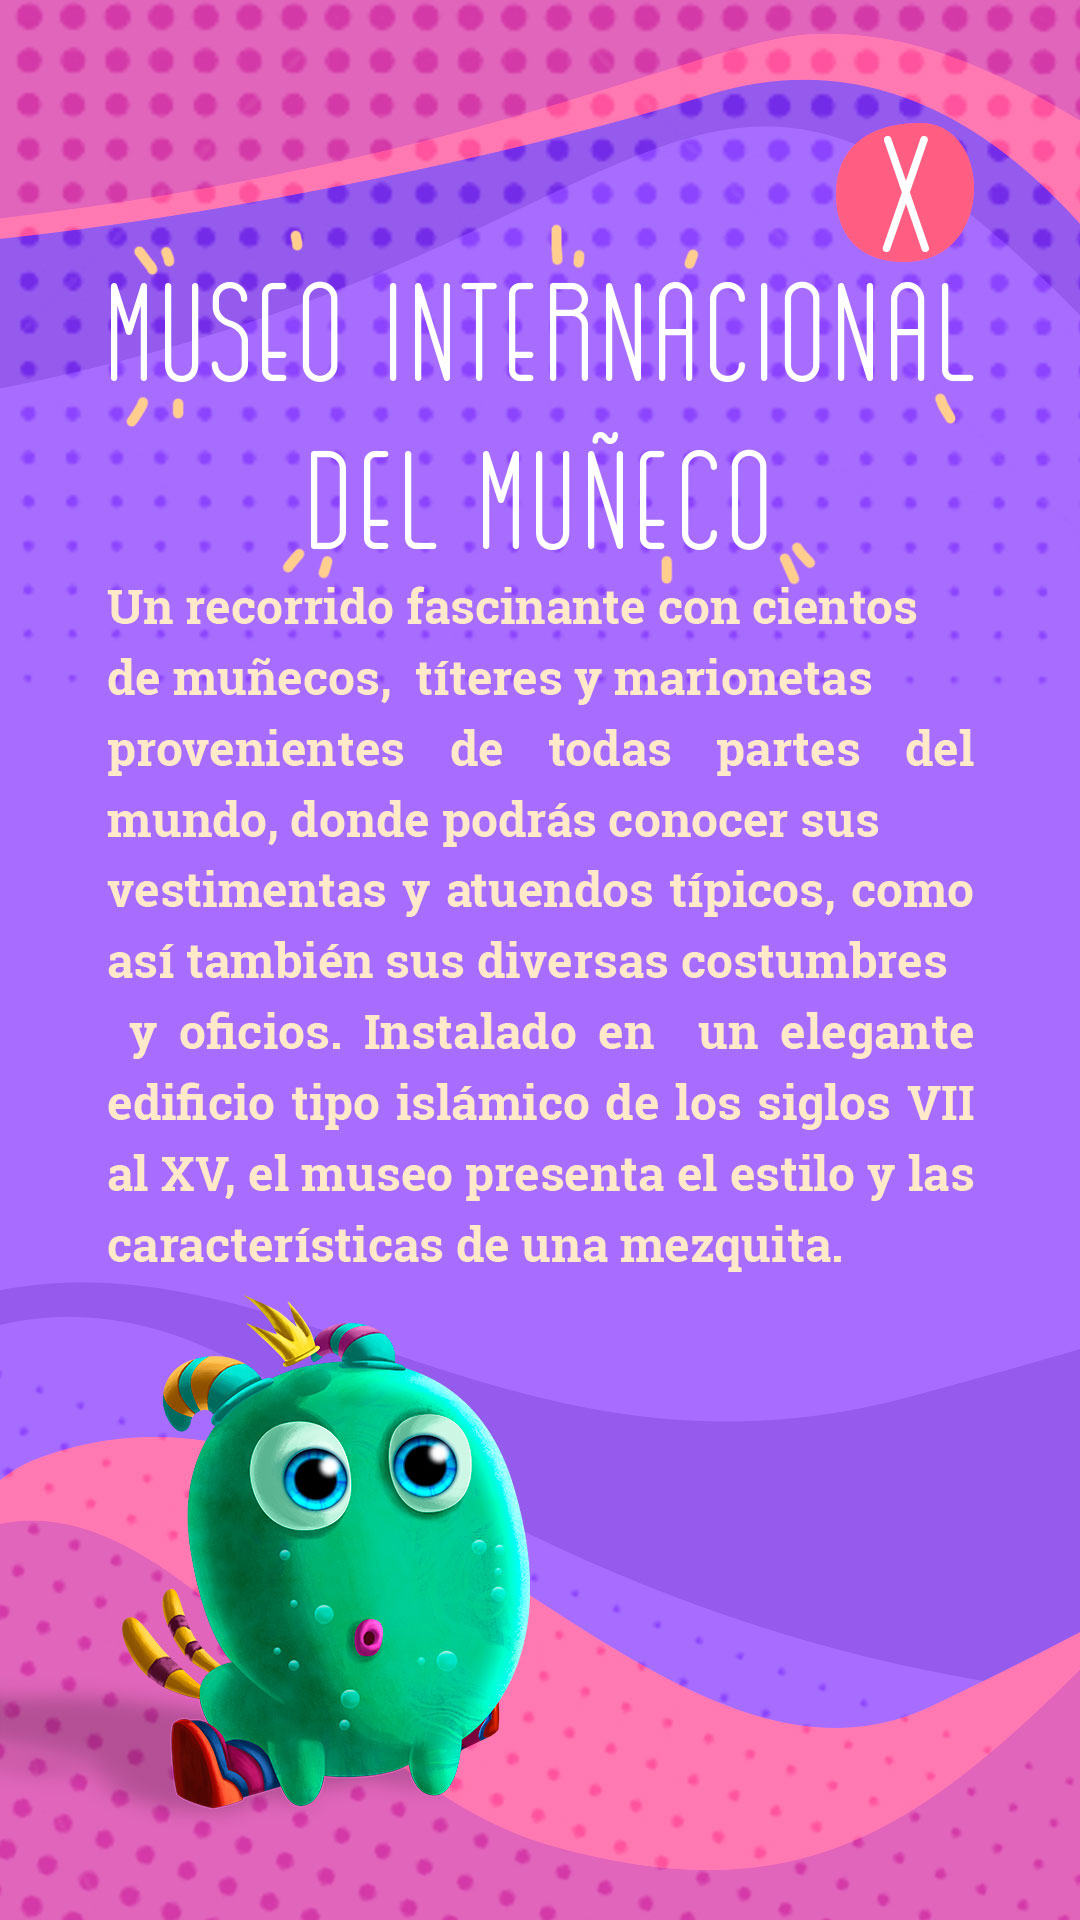 X
MUSEO INTERNACIONAL
DEL MUÑECO
Un recorrido fascinante con cientos
de muñecos, títeres y marionetas
provenientes de todas partes del
mundo, donde podrás conocer sus
vestimentas y atuendos típicos, como
así también sus diversas costumbres
y oficios. Instalado en un elegante
edificio tipo islámico de los siglos VII
al XV, el museo presenta el estilo y las
características de una mezquita.